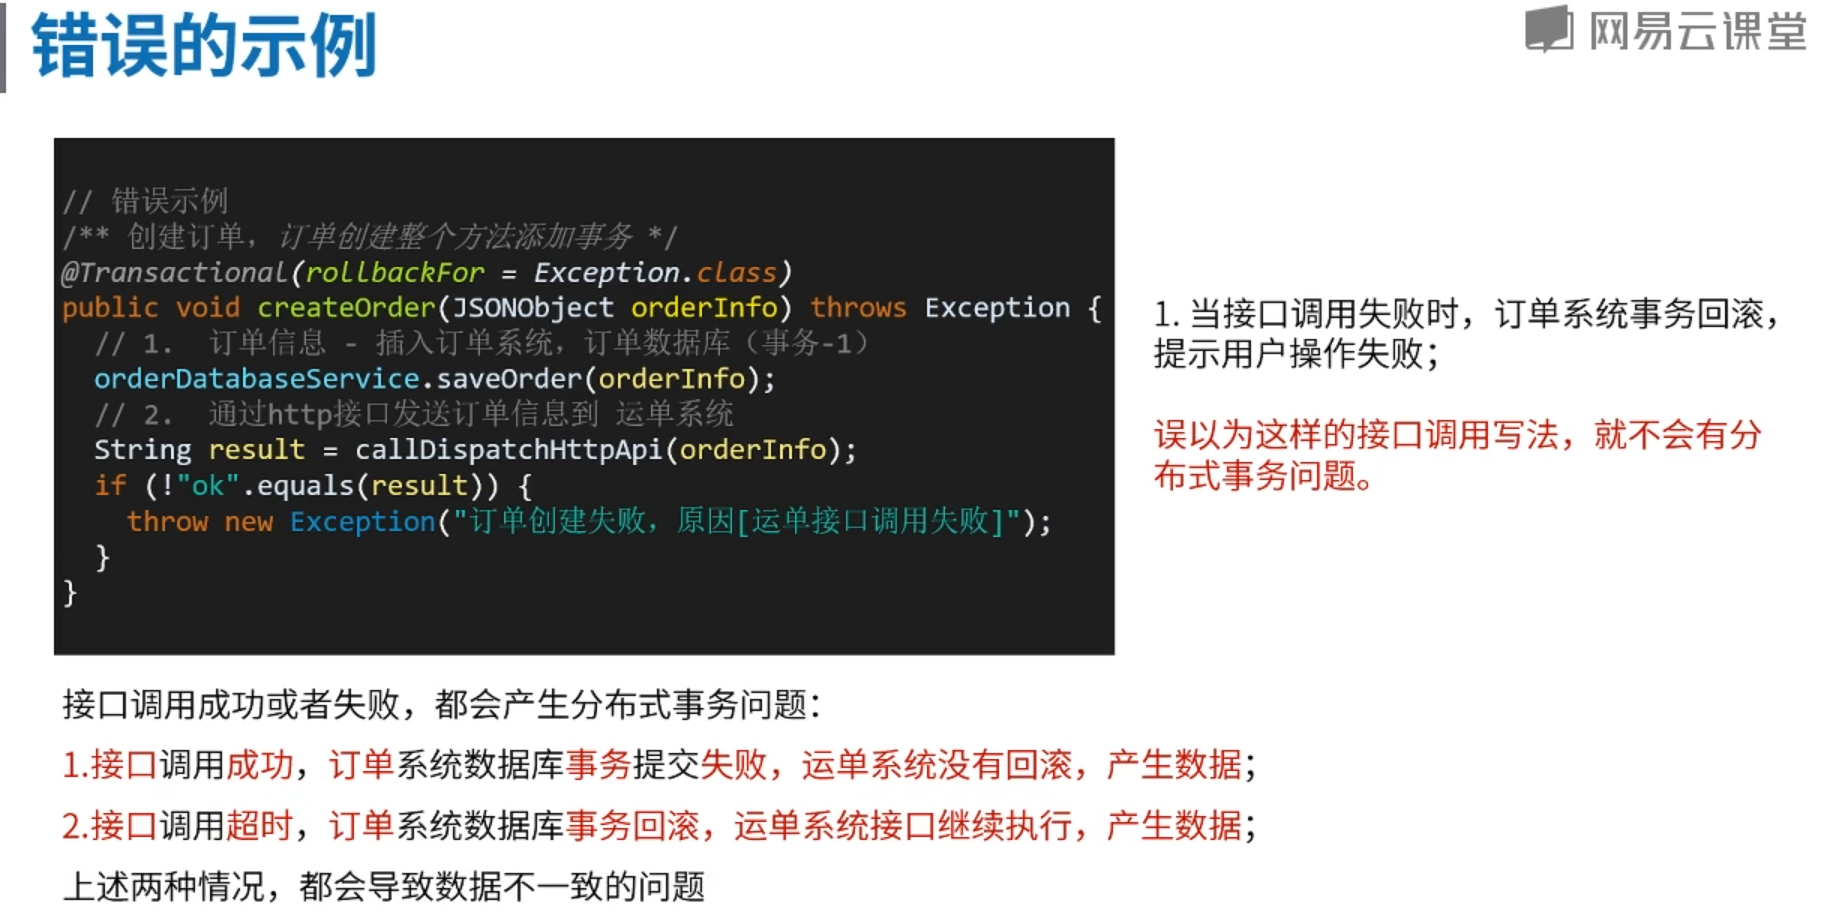 错误的示例
网易云课堂
// 错误示例
/** 创建订单，订单创建整个方法添加事务 */
@Transactional(rollbackFor = Exception.class)
public void createOrder(JSONObject orderInfo) throws Exception {
// 1. 订单信息 - 插入订单系统，订单数据库（事务-1）
orderDatabaseService.saveOrder(orderInfo);
// 2. 通过http接口发送订单信息到 运单系统
String result = callDispatchHttpApi(orderInfo);
if (!"ok".equals(result)) {
throw new Exception("订单创建失败，原因[运单接口调用失败]");
}
}
1. 当接口调用失败时，订单系统事务回滚，
提示用户操作失败；
误以为这样的接口调用写法，就不会有分
布式事务问题。
接口调用成功或者失败，都会产生分布式事务问题：
1.接口调用成功，订单系统数据库事务提交失败，运单系统没有回滚，产生数据；
2.接口调用超时，订单系统数据库事务回滚，运单系统接口继续执行，产生数据；
上述两种情况，都会导致数据不一致的问题